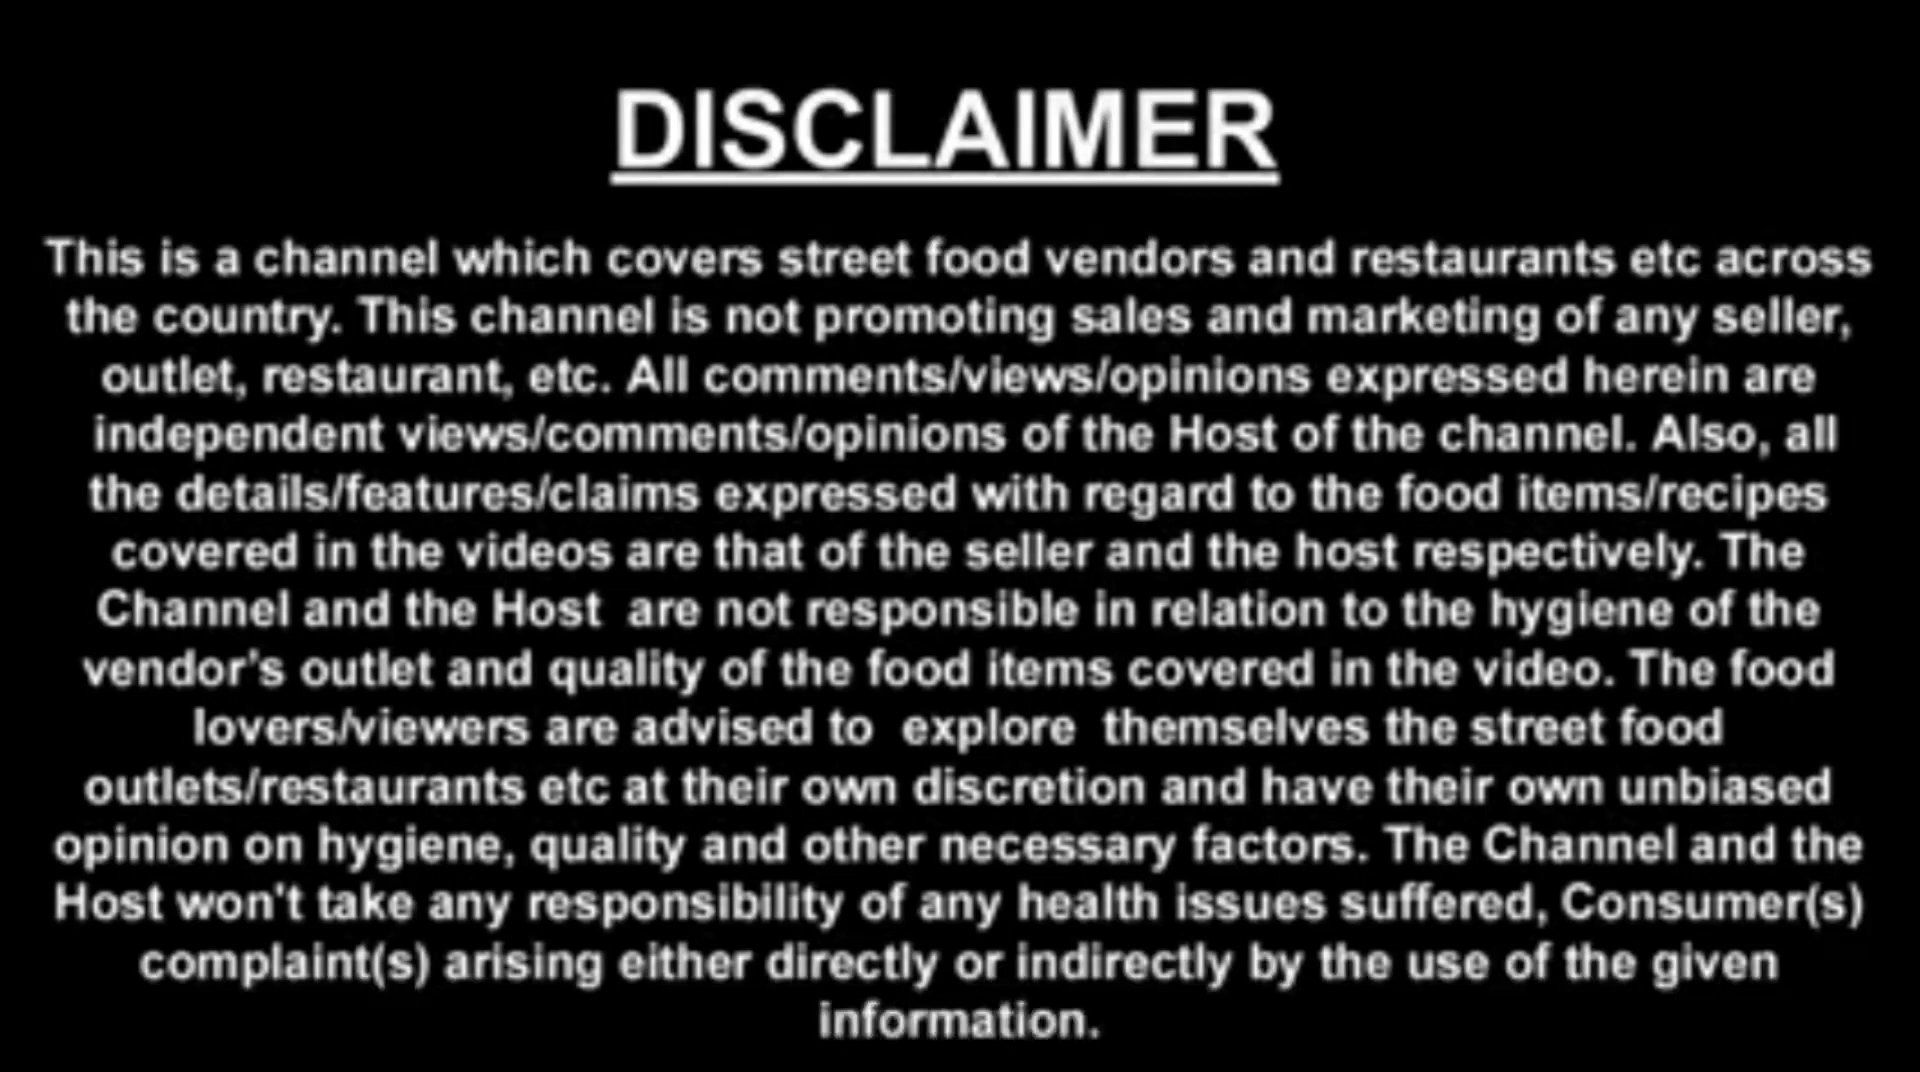 DISCLAIMER
This is a channel which covers street food vendors and restaurants etc across
the country. This channel is not promoting sales and marketing of any seller,
outlet, restaurant, etc. All comments/views/opinions expressed herein are
independent views/comments/opinions of the Host of the channel. Also, all
the details/features/claims expressed with regard to the food items/recipes
covered in the videos are that of the seller and the host respectively. The
Channel and the Host  are not responsible in relation to the hygiene of the
vendor's outlet and quality of the food items covered in the video. The food
lovers/viewers are advised to  explore  themselves the street food
outlets/restaurants etc at their own discretion and have their own unbiased
opinion on hygiene, quality and other necessary factors. The Channel and the
Host won't take any responsibility of any health issues suffered, Consumer(s)
complaint(s) arising either directly or indirectly by the use of the given
information.